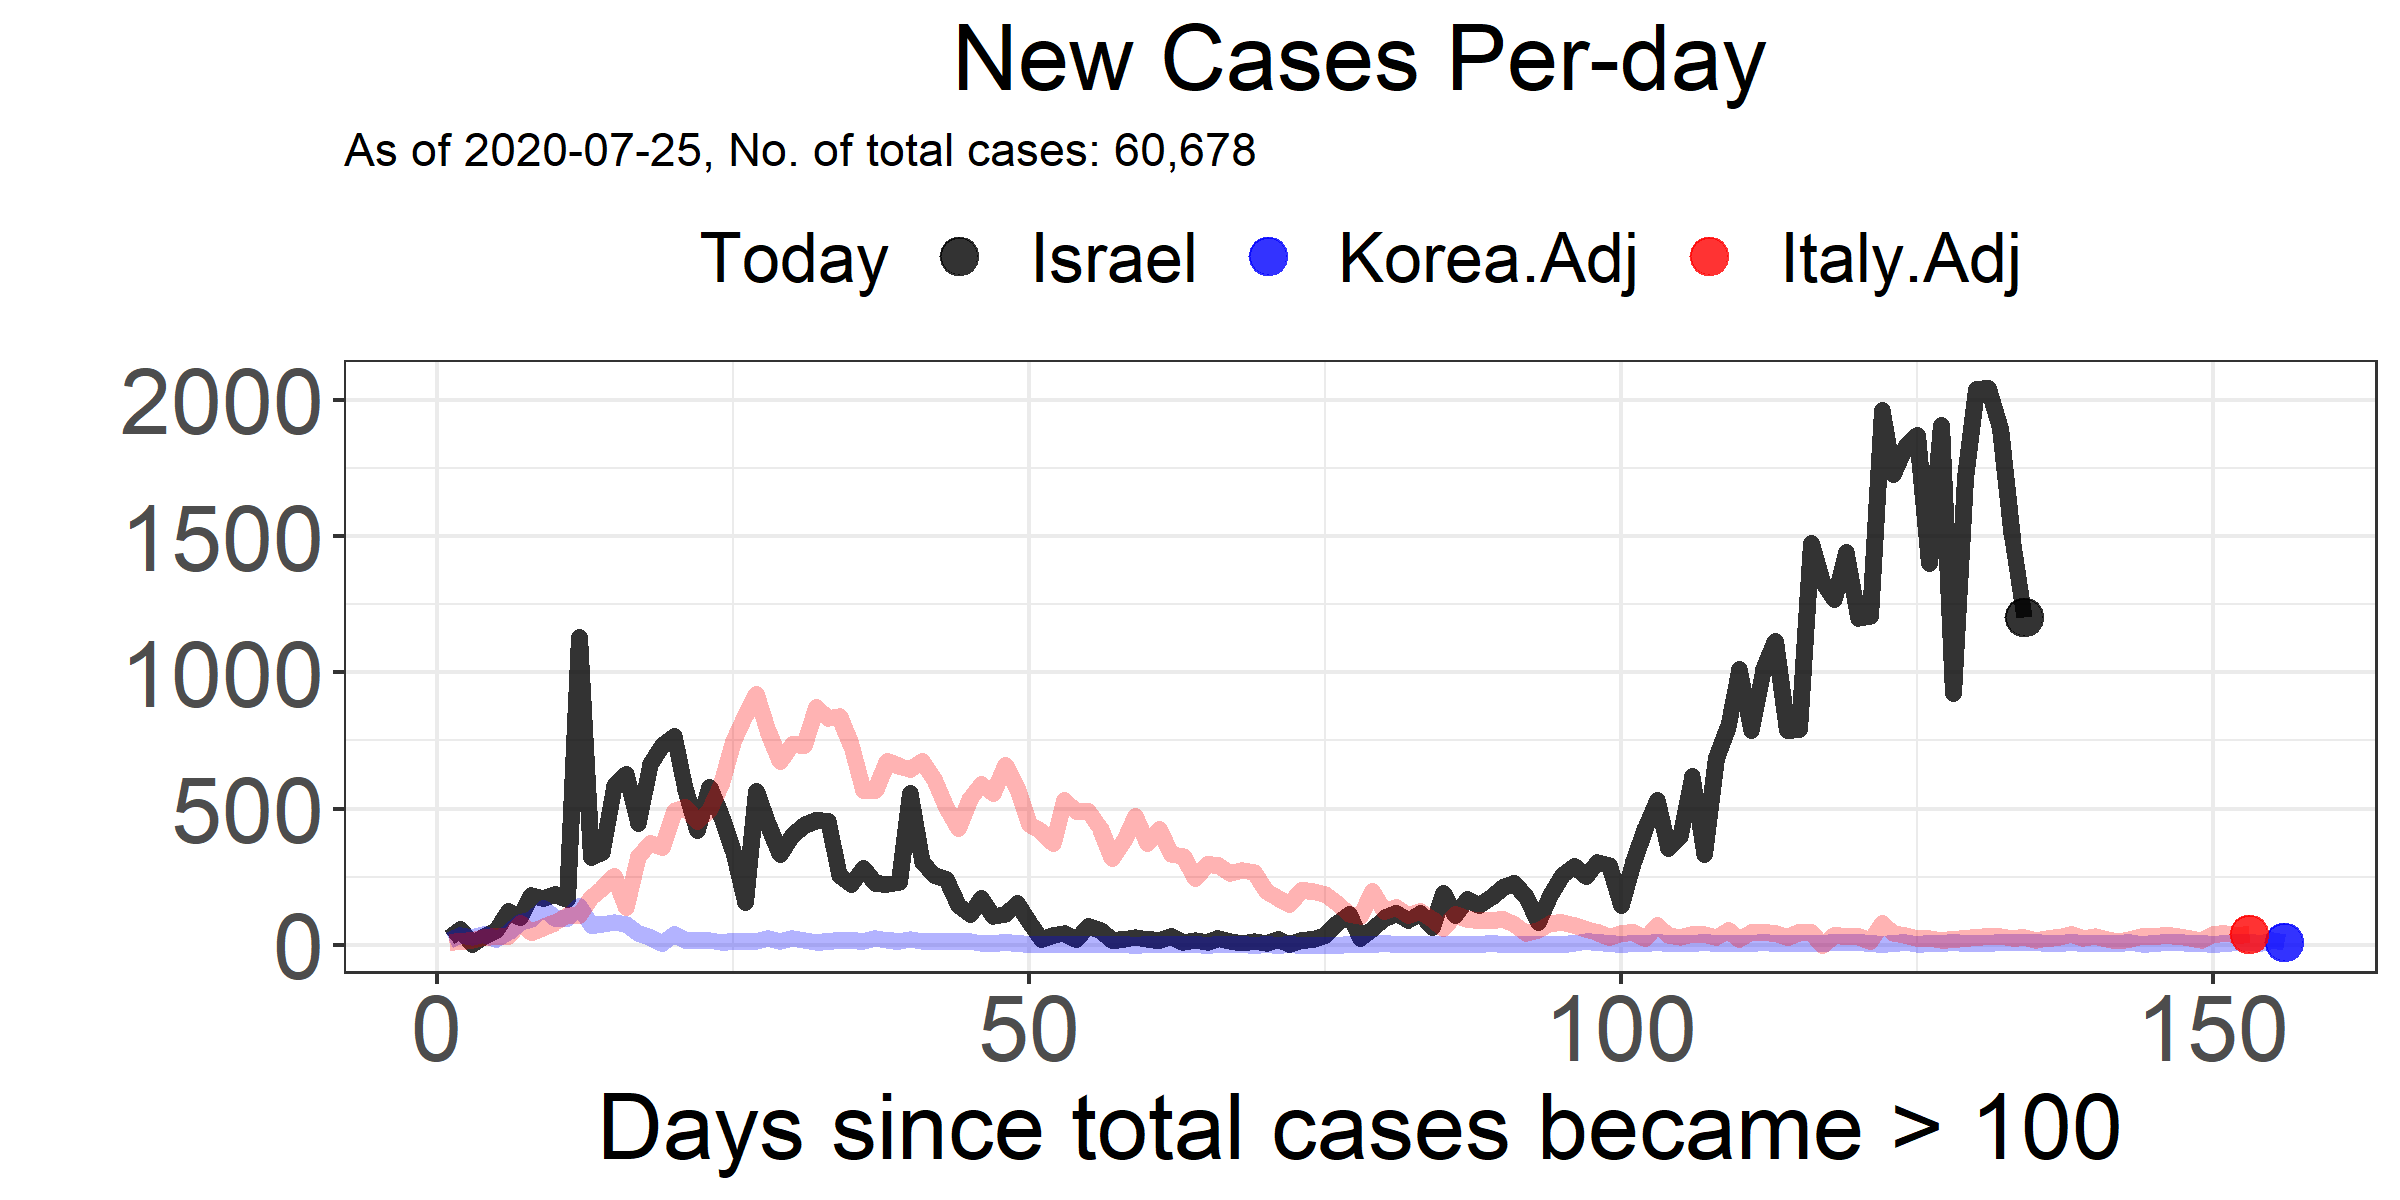 New Cases Per-day
As of 2020-07-25, No. of total cases: 60,678
Today Israel Korea.Adj Italy.Adj
2000
1500
1000
500
0
0 50 100 150
Days since total cases became > 100